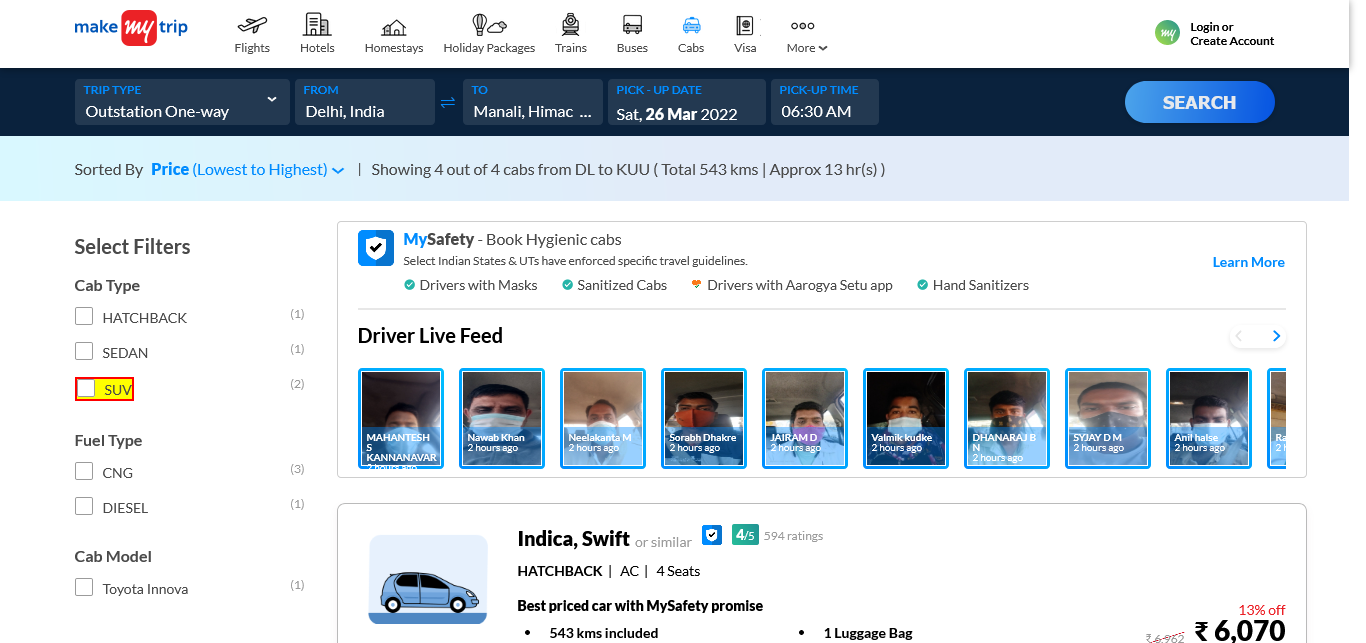 make my trip
Flights
Hotels
Homestays
Holiday Packages
Trains
Buses
Cabs
Visa
More
my
Login or
Create Account
TRIP TYPE
Outstation One-way
FROM
Delhi, India
TO
Manali, Himac ...
PICK - UP DATE
Sat, 26 Mar 2022
PICK-UP TIME
06:30 AM
SEARCH
Sorted By Price (Lowest to Highest) | Showing 4 out of 4 cabs from DL to KUU ( Total 543 kms | Approx 13 hr(s) )
Select Filters
Cab Type
HATCHBACK (1)
SEDAN (1)
SUV (2)
Fuel Type
CNG (3)
DIESEL (1)
Cab Model
Toyota Innova (1)
MySafety - Book Hygienic cabs
Select Indian States & UTs have enforced specific travel guidelines.
Learn More
Drivers with Masks Sanitized Cabs Drivers with Aarogya Setu app Hand Sanitizers
Driver Live Feed
MAHANTESH
S
KANNANAVAR
2 hours ago
Nawab Khan
2 hours ago
Neelakanta M
2 hours ago
Sorabh Dhakre
2 hours ago
JAIRAM D
2 hours ago
Valmik kudke
2 hours ago
DHANARAJ B
N
2 hours ago
SYJAY D M
2 hours ago
Anil halse
2 hours ago
Ra
2 h
Indica, Swift or similar 4/5 594 ratings
HATCHBACK | AC | 4 Seats
Best priced car with MySafety promise
• 543 kms included
• 1 Luggage Bag
13% off
₹ 6,962 ₹ 6,070